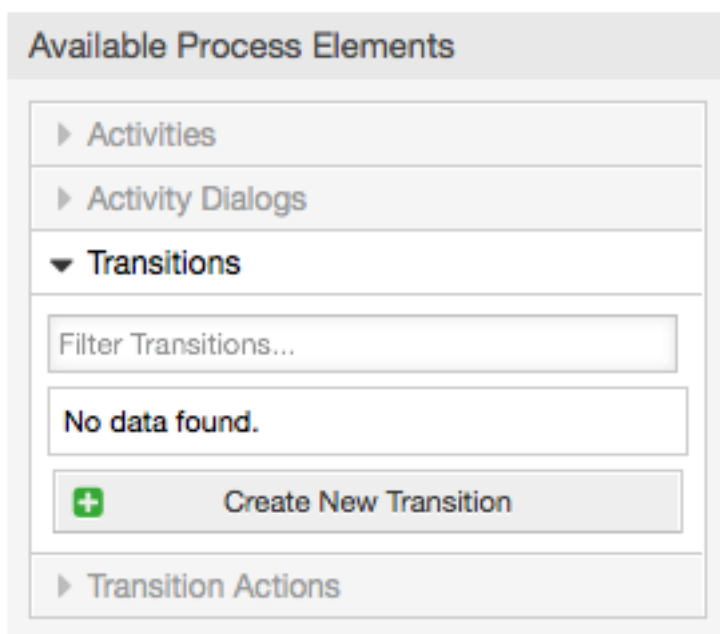 Available Process Elements
Activities
Activity Dialogs
Transitions
Filter Transitions...
No data found.
Create New Transition
Transition Actions